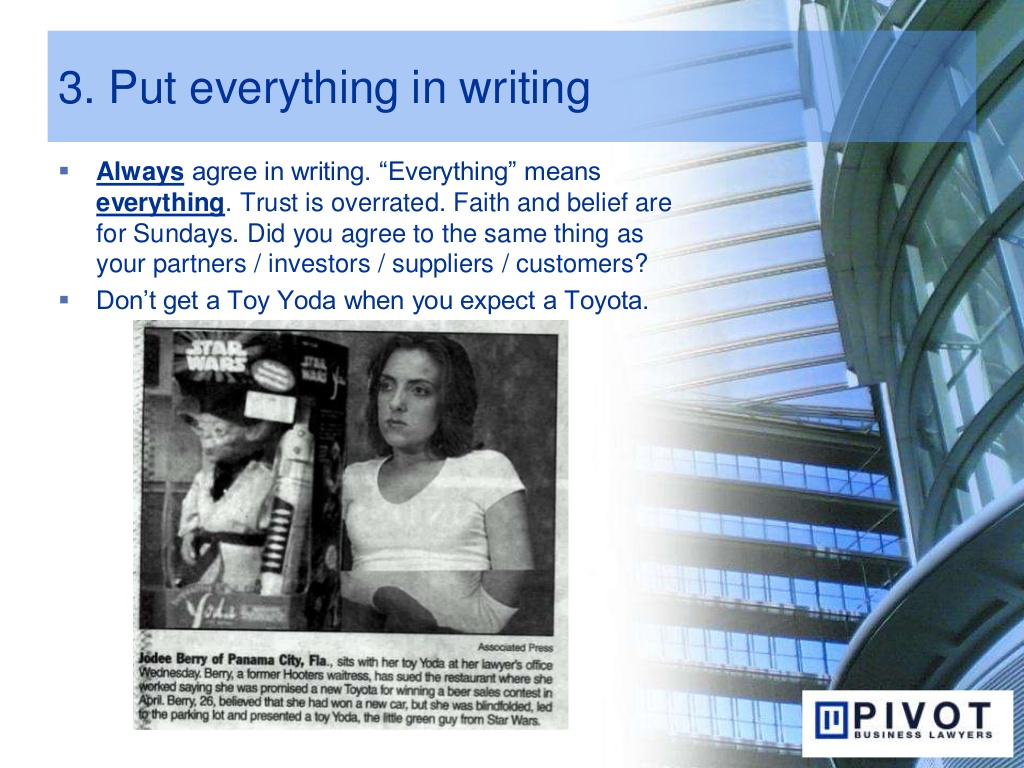 3. Put everything in writing
Always agree in writing. “Everything” means
everything. Trust is overrated. Faith and belief are
for Sundays. Did you agree to the same thing as
your partners / investors / suppliers / customers?
Don’t get a Toy Yoda when you expect a Toyota.
STAR
WARS
STAR
WARS
Yoda
Associated Press
Jodee Berry of Panama City, Fla., sits with her toy Yoda at her lawyer's office
Wednesday. Berry, a former Hooters waitress, has sued the restaurant where she
worked saying she was promised a new Toyota for winning a beer sales contest in
April. Berry, 26, believed that she had won a new car, but she was blindfolded, led
to the parking lot and presented a toy Yoda, the little green guy from Star Wars.
PIVOT
BUSINESS LAWYERS